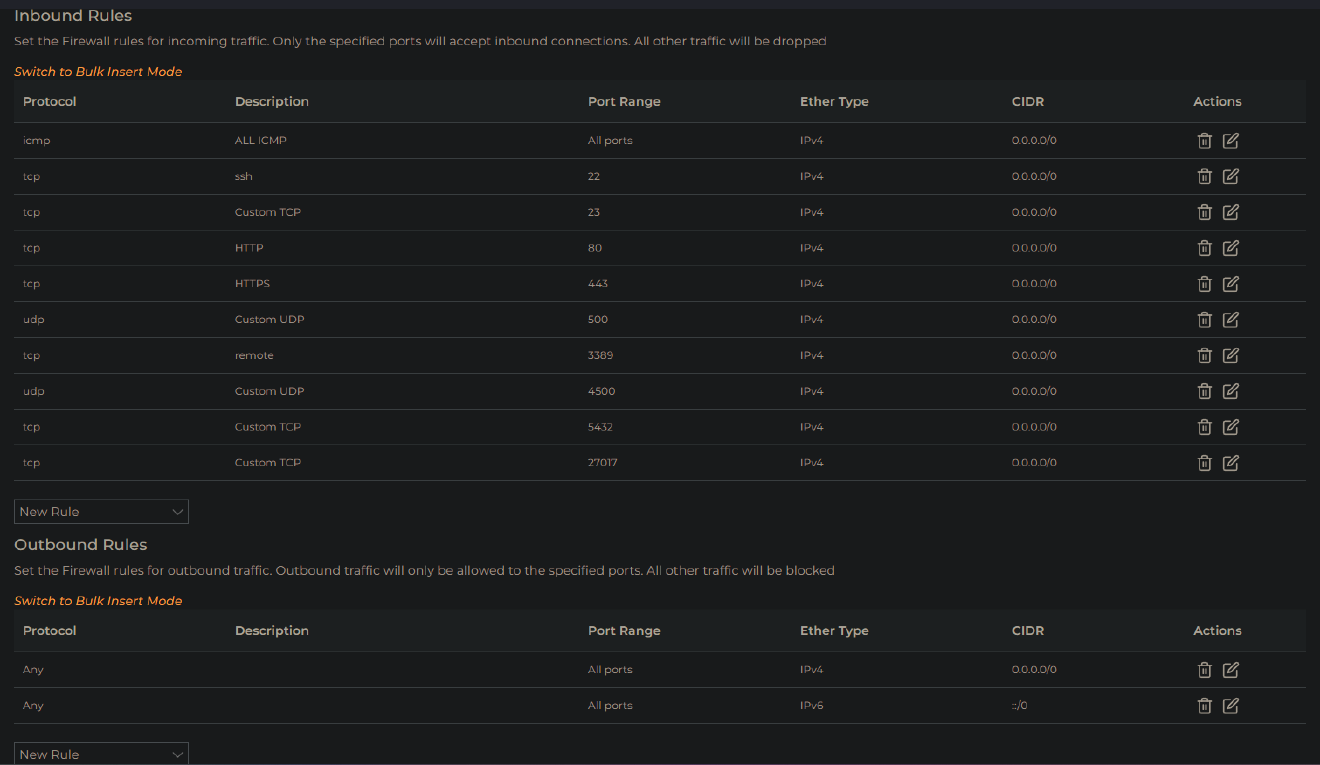 Inbound Rules
Set the Firewall rules for incoming traffic. Only the specified ports will accept inbound connections. All other traffic will be dropped
Switch to Bulk Insert Mode
Protocol Description Port Range Ether Type CIDR Actions
icmp ALL ICMP All ports IPv4 0.0.0.0/0
tcp ssh 22 IPv4 0.0.0.0/0
tcp Custom TCP 23 IPv4 0.0.0.0/0
tcp HTTP 80 IPv4 0.0.0.0/0
tcp HTTPS 443 IPv4 0.0.0.0/0
udp Custom UDP 500 IPv4 0.0.0.0/0
tcp remote 3389 IPv4 0.0.0.0/0
udp Custom UDP 4500 IPv4 0.0.0.0/0
tcp Custom TCP 5432 IPv4 0.0.0.0/0
tcp Custom TCP 27017 IPv4 0.0.0.0/0
New Rule
Outbound Rules
Set the Firewall rules for outbound traffic. Outbound traffic will only be allowed to the specified ports. All other traffic will be blocked
Switch to Bulk Insert Mode
Protocol Description Port Range Ether Type CIDR Actions
Any All ports IPv4 0.0.0.0/0
Any All ports IPv6 ::/0
New Rule